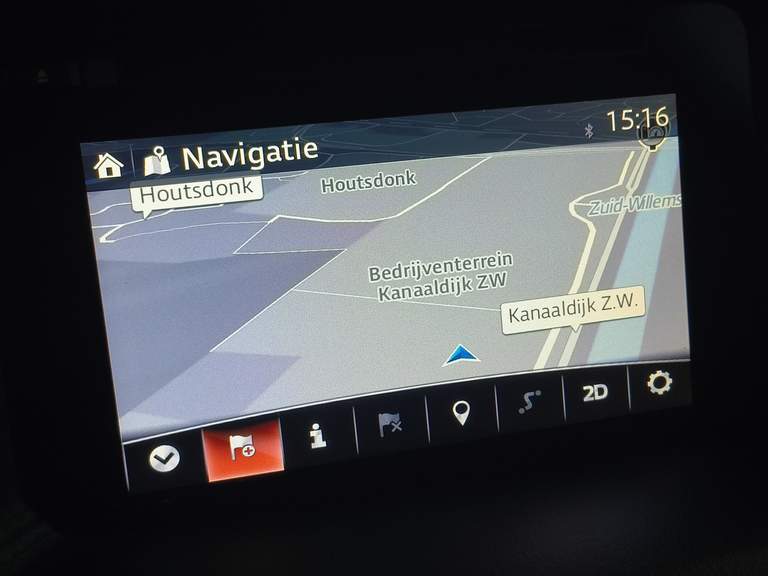 15:16
Navigatie
Houtsdonk
Houtsdonk
Zuid-Willems
Bedrijventerrein
Kanaaldijk ZW
Kanaaldijk Z.W.
2D